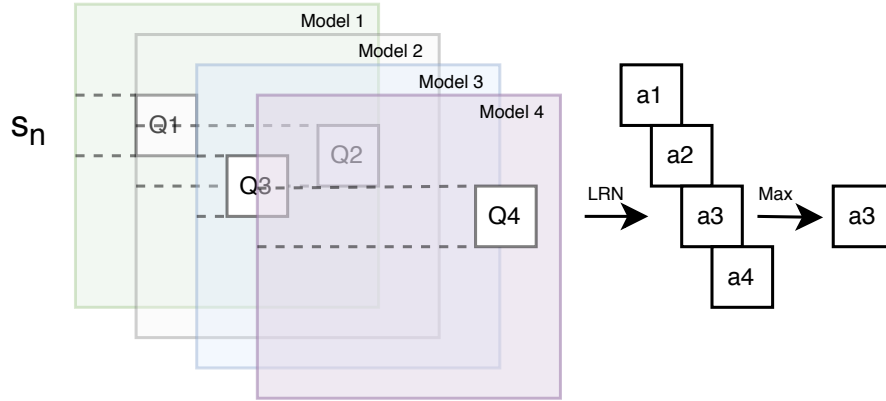 Model 1
Model 2
Model 3
Model 4
sn
Q1
Q2
Q3
Q4
LRN
a1
a2
a3
a4
Max
a3